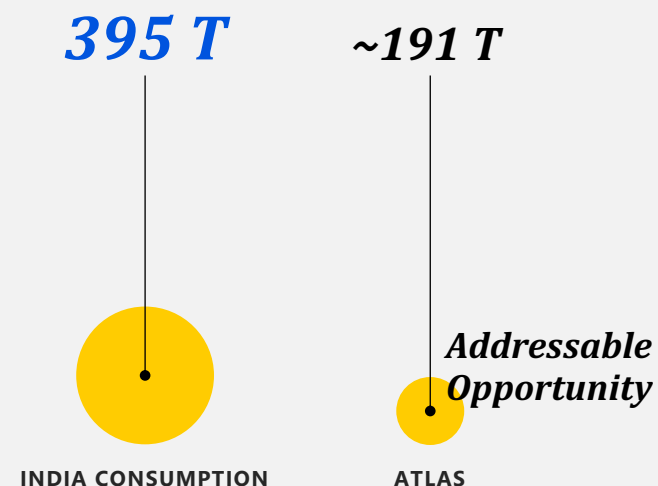 395 T
~191 T
Addressable
Opportunity
INDIA CONSUMPTION
ATLAS